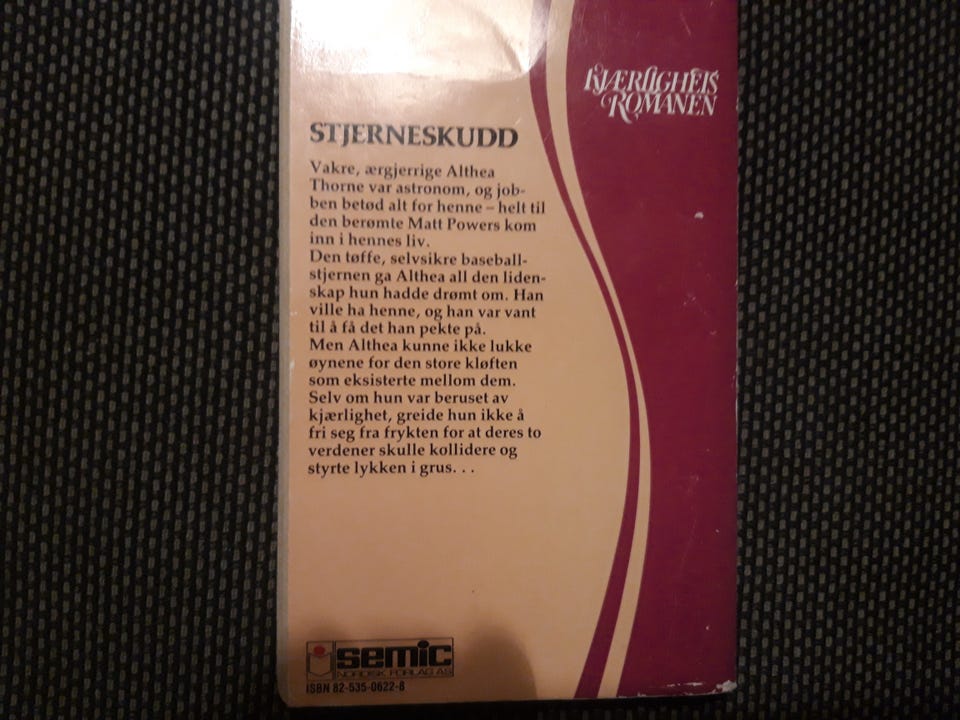 KJÆRLIGHETS
ROMANEN
STJERNESKUDD
Vakre, ærgjerrige Althea
Thorne var astronom, og job-
ben betød alt for henne – helt til
den berømte Matt Powers kom
inn i hennes liv.
Den tøffe, selvsikre baseball-
stjernen ga Althea all den liden-
skap hun hadde drømt om. Han
ville ha henne, og han var vant
til å få det han pekte på.
Men Althea kunne ikke lukke
øynene for den store kløften
som eksisterte mellom dem.
Selv om hun var beruset av
kjærlighet, greide hun ikke å
fri seg fra frykten for at deres to
verdener skulle kollidere og
styrte lykken i grus. . .
semic
NORDISK FORLAG AS
ISBN 82-535-0622-8